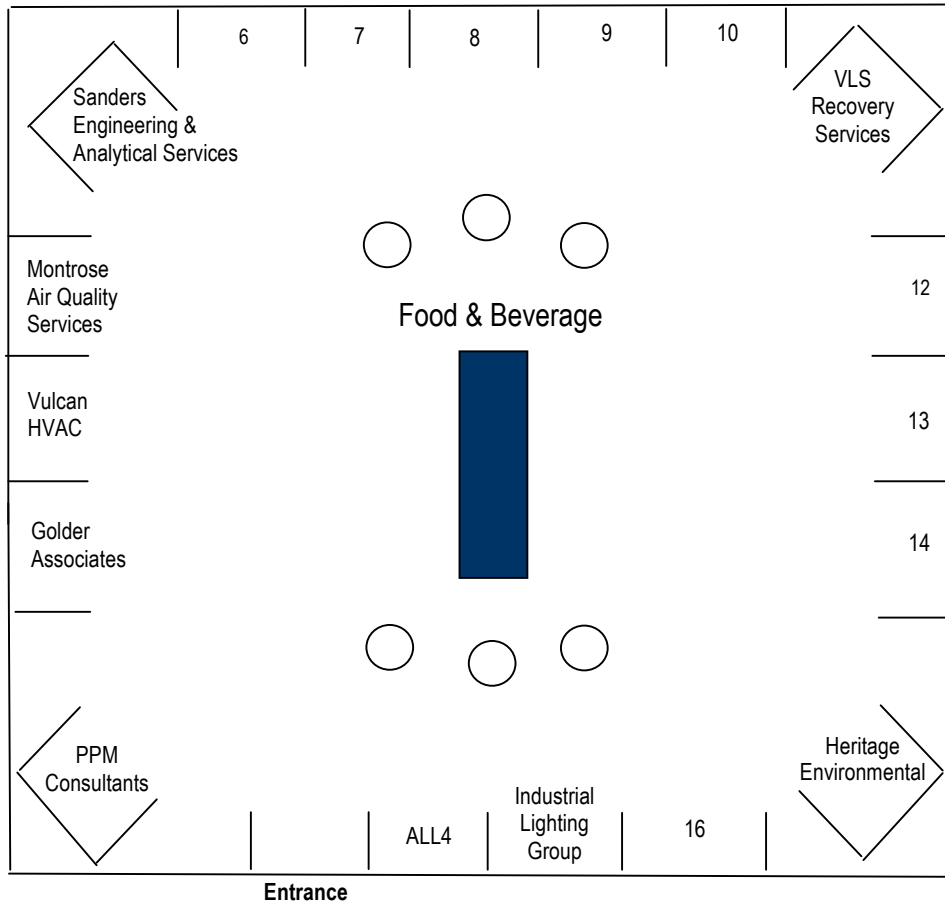 6
7
8
9
10
Sanders
Engineering &
Analytical Services
VLS
Recovery
Services
Montrose
Air Quality
Services
12
Food & Beverage
Vulcan
HVAC
13
Golder
Associates
14
PPM
Consultants
Heritage
Environmental
ALL4
Industrial
Lighting
Group
16
Entrance